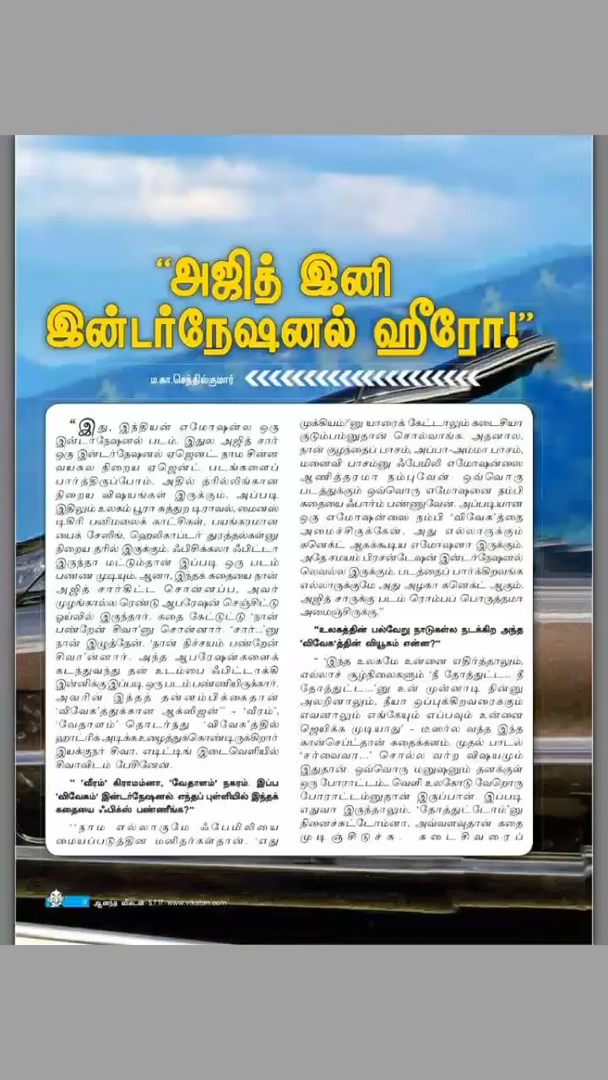 “அஜித் இனி
இன்டர்நேஷனல் ஹீரோ!”
ம.கா.செந்தில்குமார்
“இது, இந்தியன் எமோஷன்ல ஒரு
இன்டர்நேஷனல் படம். இதுல அஜித் சார்
ஒரு இன்டர்நேஷனல் ஏஜென்ட். நாம சின்ன
வயசுல நிறைய ஏஜென்ட் படங்களைப்
பார்த்திருப்போம். அதில் த்ரில்லிங்கான
நிறைய விஷயங்கள் இருக்கும். அப்படி
இதிலும் உலகம் பூரா சுத்துற டிராவல், மைனஸ்
டிகிரி பனிமலைக் காட்சிகள், பயங்கரமான
பைக் சேஸிங், ஹெலிகாப்டர் துரத்தல்கள்னு
நிறைய த்ரில் இருக்கும். ஃபிசிக்கலா ஃபிட்டா
இருந்தா மட்டும்தான் இப்படி ஒரு படம்
பண்ண முடியும். ஆனா, இந்தக் கதையை நான்
அஜித் சார்கிட்ட சொன்னப்ப, அவர்
முழங்கால்ல ரெண்டு ஆபரேஷன் செஞ்சிட்டு
ஓய்வில் இருந்தார். கதை கேட்டுட்டு ‘நான்
பண்றேன் சிவா’னு சொன்னார். ‘சார்...’னு
நான் இழுத்தேன். ‘நான் நிச்சயம் பண்றேன்
சிவா’ன்னார். அந்த ஆபரேஷன்களைக்
கடந்துவந்து தன் உடம்பை ஃபிட்டாக்கி
இன்னிக்கு இப்படி ஒரு படம் பண்ணியிருக்கார்.
அவரின் இந்தத் தன்னம்பிக்கைதான்
‘விவேக’த்துக்கான ஆக்ஸிஜன்” - ‘வீரம்’,
‘வேதாளம்’ தொடர்ந்து ‘விவேக’த்தில்
ஹாட்ரிக் அடிக்க உழைத்துக்கொண்டிருக்கிறார்
இயக்குநர் சிவா. எடிட்டிங் இடைவெளியில்
சிவாவிடம் பேசினேன்.
“ ‘வீரம்’ கிராமம்னா, ‘வேதாளம்’ நகரம். இப்ப
‘விவேகம்’ இன்டர்நேஷனல். எந்தப் புள்ளியில் இந்தக்
கதையை ஃபிக்ஸ் பண்ணீங்க?”
‘‘நாம எல்லாருமே ஃபேமிலியை
மையப்படுத்தின மனிதர்கள்தான். ‘எது
முக்கியம்?’னு யாரைக் கேட்டாலும் கடைசியா
குடும்பம்னுதான் சொல்வாங்க. அதனால,
நான் குழந்தைப் பாசம், அப்பா-அம்மா பாசம்,
மனைவி பாசம்னு ஃபேமிலி எமோஷன்ஸை
ஆணித்தரமா நம்புவேன். ஒவ்வொரு
படத்துக்கும் ஒவ்வொரு எமோஷனை நம்பி
கதையை ஃபார்ம் பண்ணுவேன். அப்படியான
ஒரு எமோஷன்ஸை நம்பி ‘விவேக’த்தை
அமைச்சிருக்கேன். அது எல்லாருக்கும்
கனெக்ட் ஆகக்கூடிய எமோஷனா இருக்கும்.
அதேசமயம் பிரசன்டேஷன் இன்டர்நேஷனல்
லெவல்ல இருக்கும். படத்தைப் பார்க்கிறவங்க
எல்லாருக்குமே அது அழகா கனெக்ட் ஆகும்.
அஜித் சாருக்கு படம் ரொம்பப் பொருத்தமா
அமைஞ்சிருக்கு.”
“உலகத்தின் பல்வேறு நாடுகள்ல நடக்கிற அந்த
‘விவேக’த்தின் வியூகம் என்ன?”
“ ‘இந்த உலகமே உன்னை எதிர்த்தாலும்,
எல்லாச் சூழ்நிலைகளும் ‘நீ தோத்துட்ட... நீ
தோத்துட்ட...’னு உன் முன்னாடி நின்னு
அலறினாலும், நீயா ஒப்புக்கிறவரைக்கும்
எவனாலும் எங்கேயும் எப்பவும் உன்னை
ஜெயிக்க முடியாது’ - டீஸர்ல வந்த இந்த
கான்செப்ட்தான் கதைக்களம். முதல் பாடல்
‘சர்வைவா...’ சொல்ல வர்ற விஷயமும்
இதுதான். ஒவ்வொரு மனுஷனும் தனக்குள்
ஒரு போராட்டம்... வெளி உலகோடு வேறொரு
போராட்டம்னுதான் இருப்பான். இப்படி
எதுவா இருந்தாலும், ‘தோத்துட்டோம்’னு
நினைச்சுட்டோம்னா, அவ்வளவுதான் கதை
முடிஞ்சிடுச்சு. கடைசிவரைப்
ஆனந்த விகடன் 5.7.17/www.vikatan.com